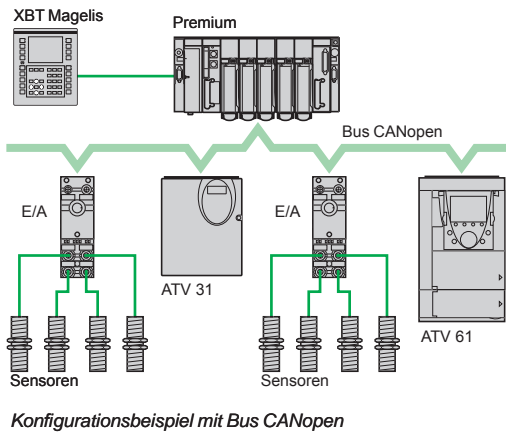 XBT Magelis
Premium
Bus CANopen
E/A
E/A
ATV 31
ATV 61
Sensoren
Sensoren
Konfigurationsbeispiel mit Bus CANopen